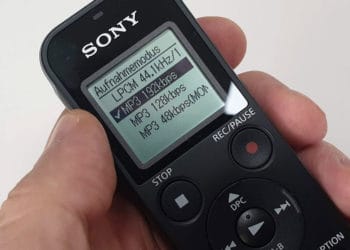 SONY
Aufnahmemodus
LPCM 44.1kHz/1
✓MP3 192kbps
MP3 128kbps
MP3 48kbps(MON
REC/PAUSE
STOP
DPC
A-B
OPTION